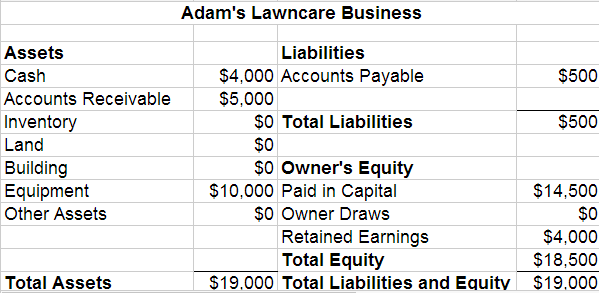 Adam's Lawncare Business
Assets Liabilities
Cash $4,000 Accounts Payable $500
Accounts Receivable $5,000
Inventory $0 Total Liabilities $500
Land $0
Building $0 Owner's Equity
Equipment $10,000 Paid in Capital $14,500
Other Assets $0 Owner Draws $0
Retained Earnings $4,000
Total Equity $18,500
Total Assets $19,000 Total Liabilities and Equity $19,000